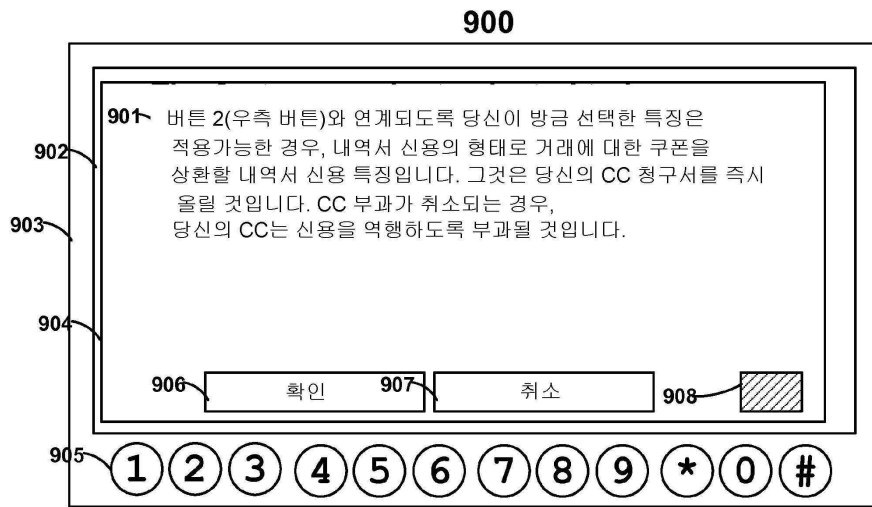 900
901 버튼 2(우측 버튼)와 연계되도록 당신이 방금 선택한 특징은
902 적용가능한 경우, 내역서 신용의 형태로 거래에 대한 쿠폰을
상환할 내역서 신용 특징입니다. 그것은 당신의 CC 청구서를 즉시
올릴 것입니다. CC 부과가 취소되는 경우,
903 당신의 CC는 신용을 역행하도록 부과될 것입니다.
904
906 확인 907 취소 908
905 1 2 3 4 5 6 7 8 9 * 0 #